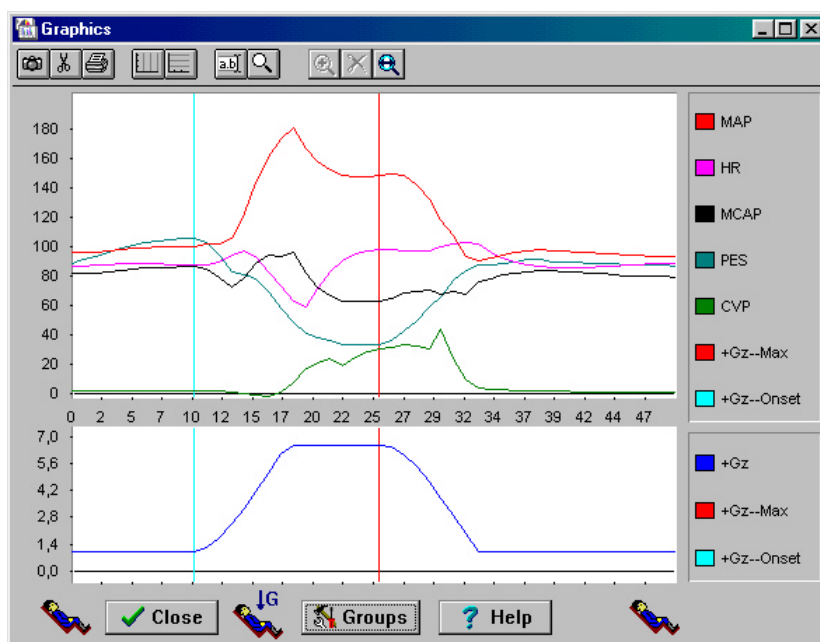 Graphics
a.b
180
160
140
120
100
80
60
40
20
0
0 2 5 7 10 12 15 17 20 22 25 27 29 32 34 37 39 42 44 47
MAP
HR
MCAP
PES
CVP
+Gz--Max
+Gz--Onset
7,0
5,6
4,2
2,8
1,4
0,0
+Gz
+Gz--Max
+Gz--Onset
Close
G
Groups
? Help